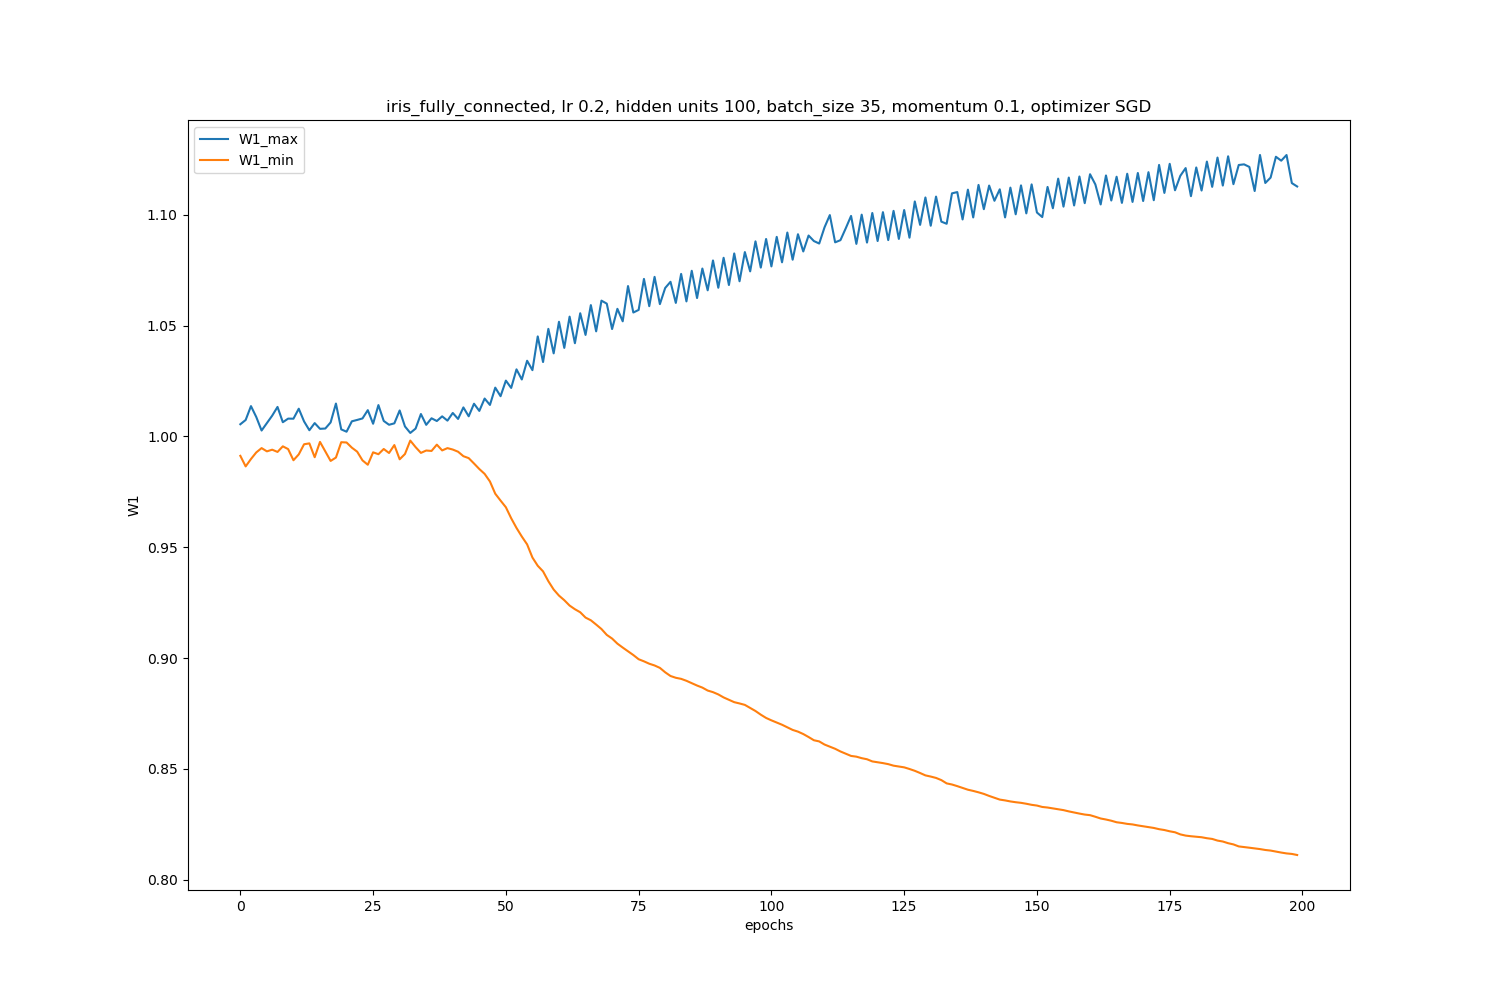 iris_fully_connected, lr 0.2, hidden units 100, batch_size 35, momentum 0.1, optimizer SGD
W1_max
W1_min
1.10
1.05
1.00
0.95
0.90
0.85
0.80
W1
0 25 50 75 100 125 150 175 200
epochs